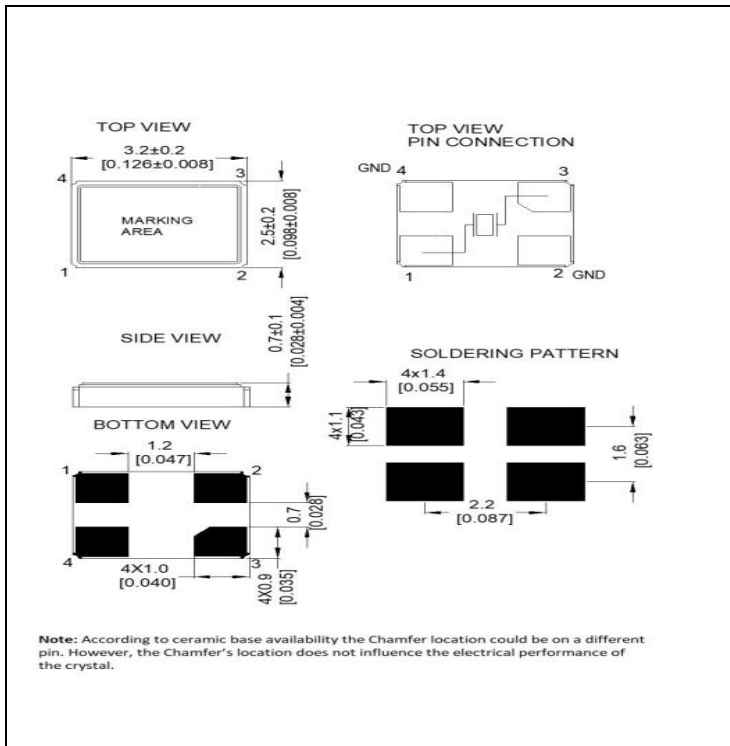 TOP VIEW
3.2±0.2
[0.126±0.008]
4
3
MARKING
AREA
1
2
2.5±0.2
[0.098±0.008]
TOP VIEW
PIN CONNECTION
GND 4
3
1
2 GND
SIDE VIEW
0.7±0.1
[0.028±0.004]
BOTTOM VIEW
1.2
[0.047]
1
2
0.7
[0.028]
4
3
4X1.0
[0.040]
4X0.9
[0.035]
SOLDERING PATTERN
4x1.4
[0.055]
4x1.1
[0.043]
1.6
[0.063]
2.2
[0.087]
Note: According to ceramic base availability the Chamfer location could be on a different
pin. However, the Chamfer’s location does not influence the electrical performance of
the crystal.